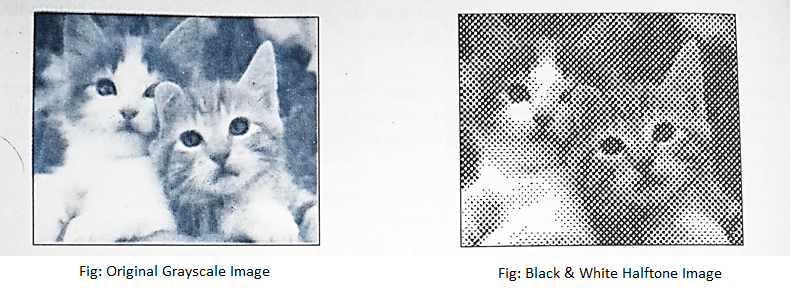 Fig: Original Grayscale Image
Fig: Black & White Halftone Image